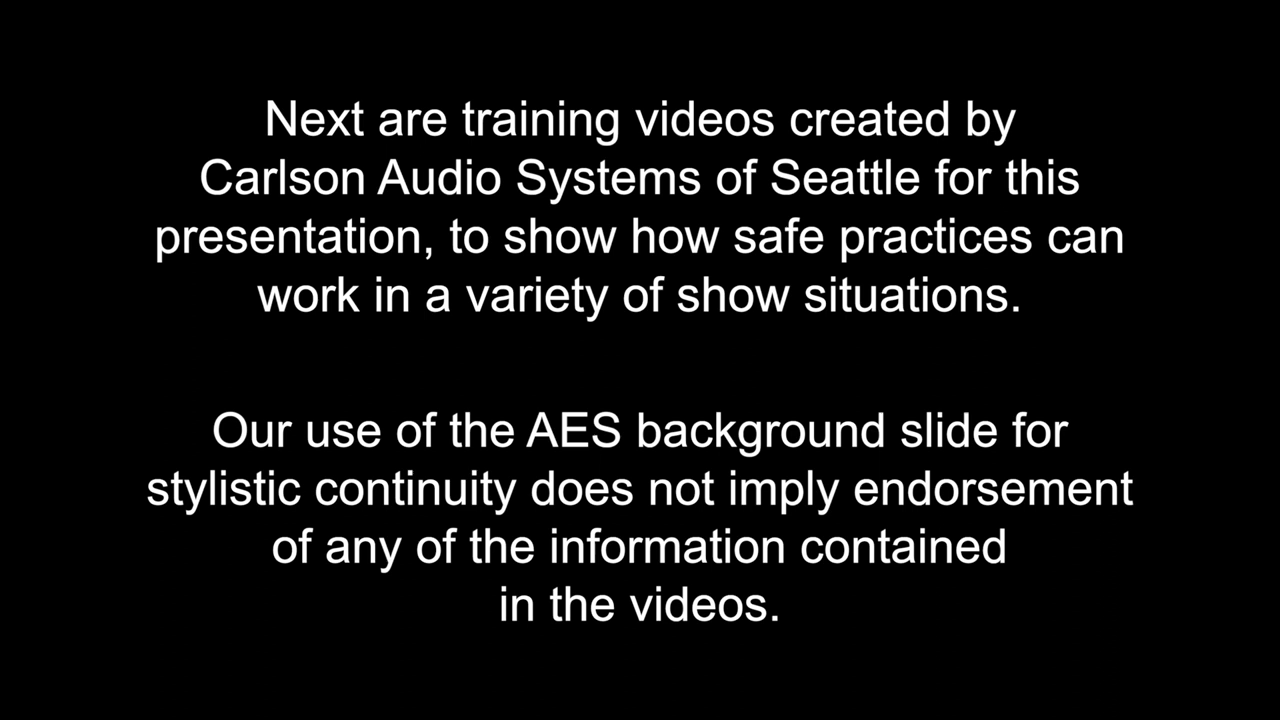 Next are training videos created by
Carlson Audio Systems of Seattle for this
presentation, to show how safe practices can
work in a variety of show situations.
Our use of the AES background slide for
stylistic continuity does not imply endorsement
of any of the information contained
in the videos.